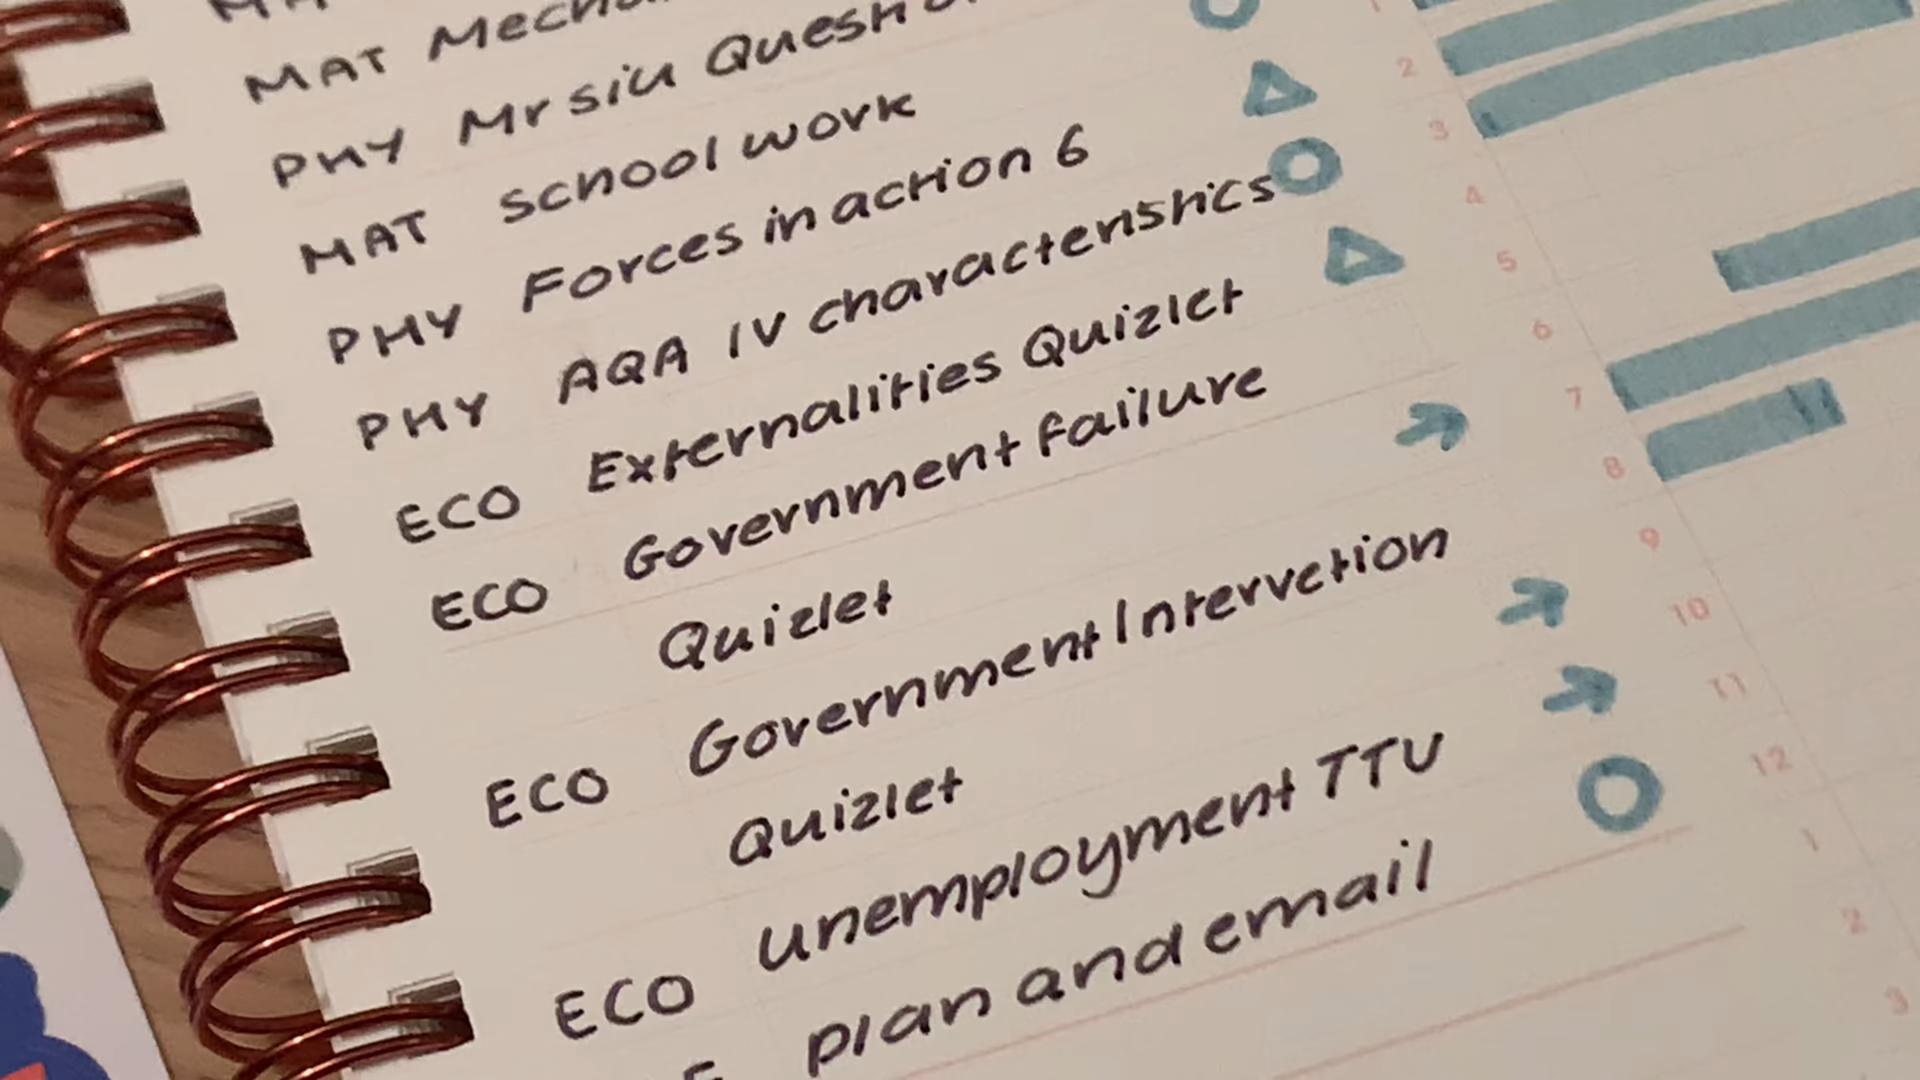 MAT
PHY Mr siu
MAT School work
PHY Forces in action 6
PHY AQA IV characteristics
ECO Externalities Quizlet
ECO Government failure
Quizlet
ECO Government Intervetion
Quizlet
ECO unemployment TTU
plan and email
1
2
3
4
5
6
7
8
9
10
11
12
1
2
3